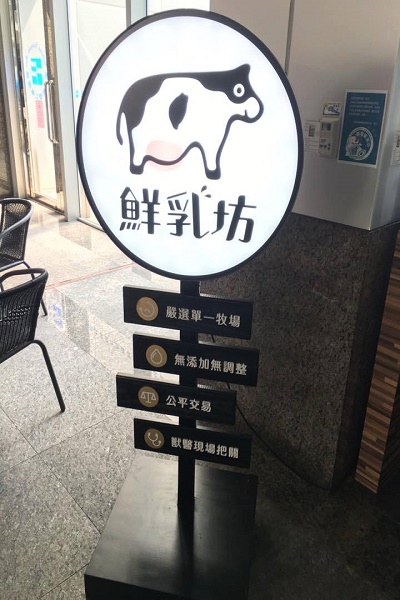 鮮乳坊
嚴選單一牧場
無添加無調整
公平交易
獸醫現場把關